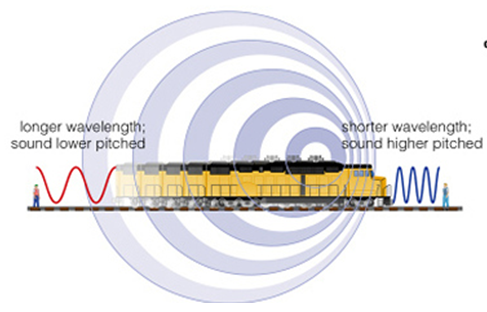 longer wavelength;
sound lower pitched
shorter wavelength;
sound higher pitched